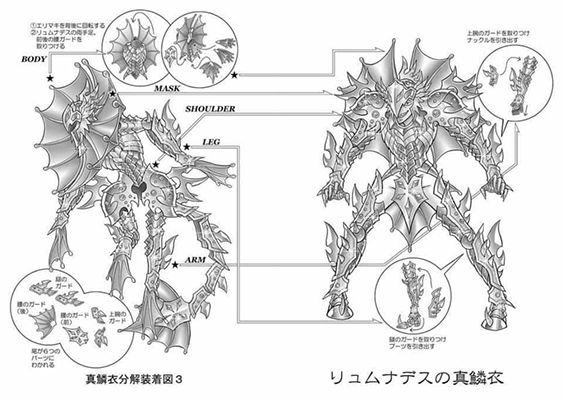 ①エリマキを背後に回転する
②リュムナデスの両手足。
前後の踵ガードを
取りつける
BODY
MASK
SHOULDER
LEG
ARM
上腕のガードを取りつけ
ナックルを引き出す
腿のガード
踵のガード
(後)
踵のガード
(前)
上腕の
ガード
尾が6つの
パーツに
わかれる
腿のガードを取りつけ
ブーツを引き出す
真鱗衣分解装着図3
リュムナデスの真鱗衣